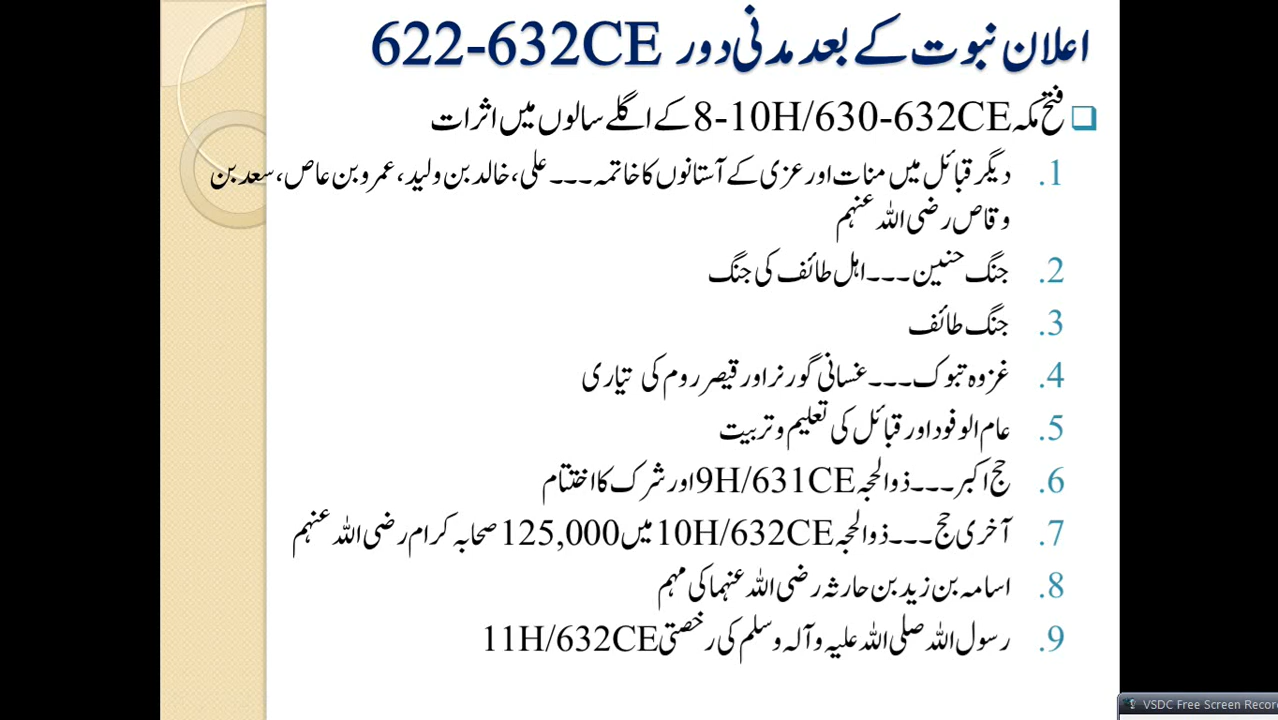 اعلان نبوت کے بعد مدنی دور 622-632CE
فتح مکہ 8-10H/630-632CE کے اگلے سالوں میں اثرات
1. دیگر قبائل میں منات اور عزی کے آستانوں کا خاتمہ۔۔۔علی، خالد بن ولید، عمرو بن عاص، سعد بن
وقاص رضی اللہ عنہم
2. جنگ حنین۔۔۔اہل طائف کی جنگ
3. جنگ طائف
4. غزوہ تبوک۔۔۔غسانی گورنر اور قیصر روم کی تیاری
5. عام الوفود اور قبائل کی تعلیم و تربیت
6. حج اکبر۔۔۔ذوالحجہ 9H/631CE اور شرک کا اختتام
7. آخری حج۔۔۔ذوالحجہ 10H/632CE میں 125,000 صحابہ کرام رضی اللہ عنہم
8. اسامہ بن زید بن حارثہ رضی اللہ عنہما کی مہم
9. رسول اللہ صلی اللہ علیہ وآلہ وسلم کی رخصتی 11H/632CE
VSDC Free Screen Recor